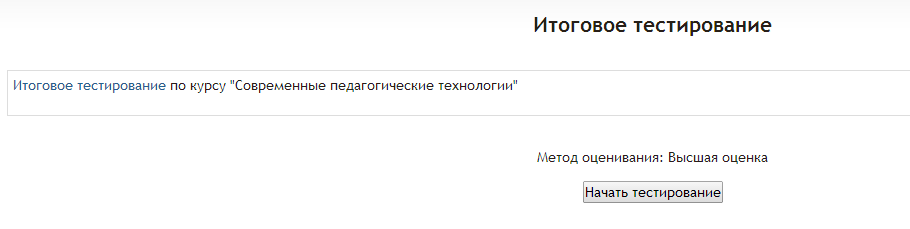 Итоговое тестирование
Итоговое тестирование по курсу "Современные педагогические технологии"
Метод оценивания: Высшая оценка
Начать тестирование